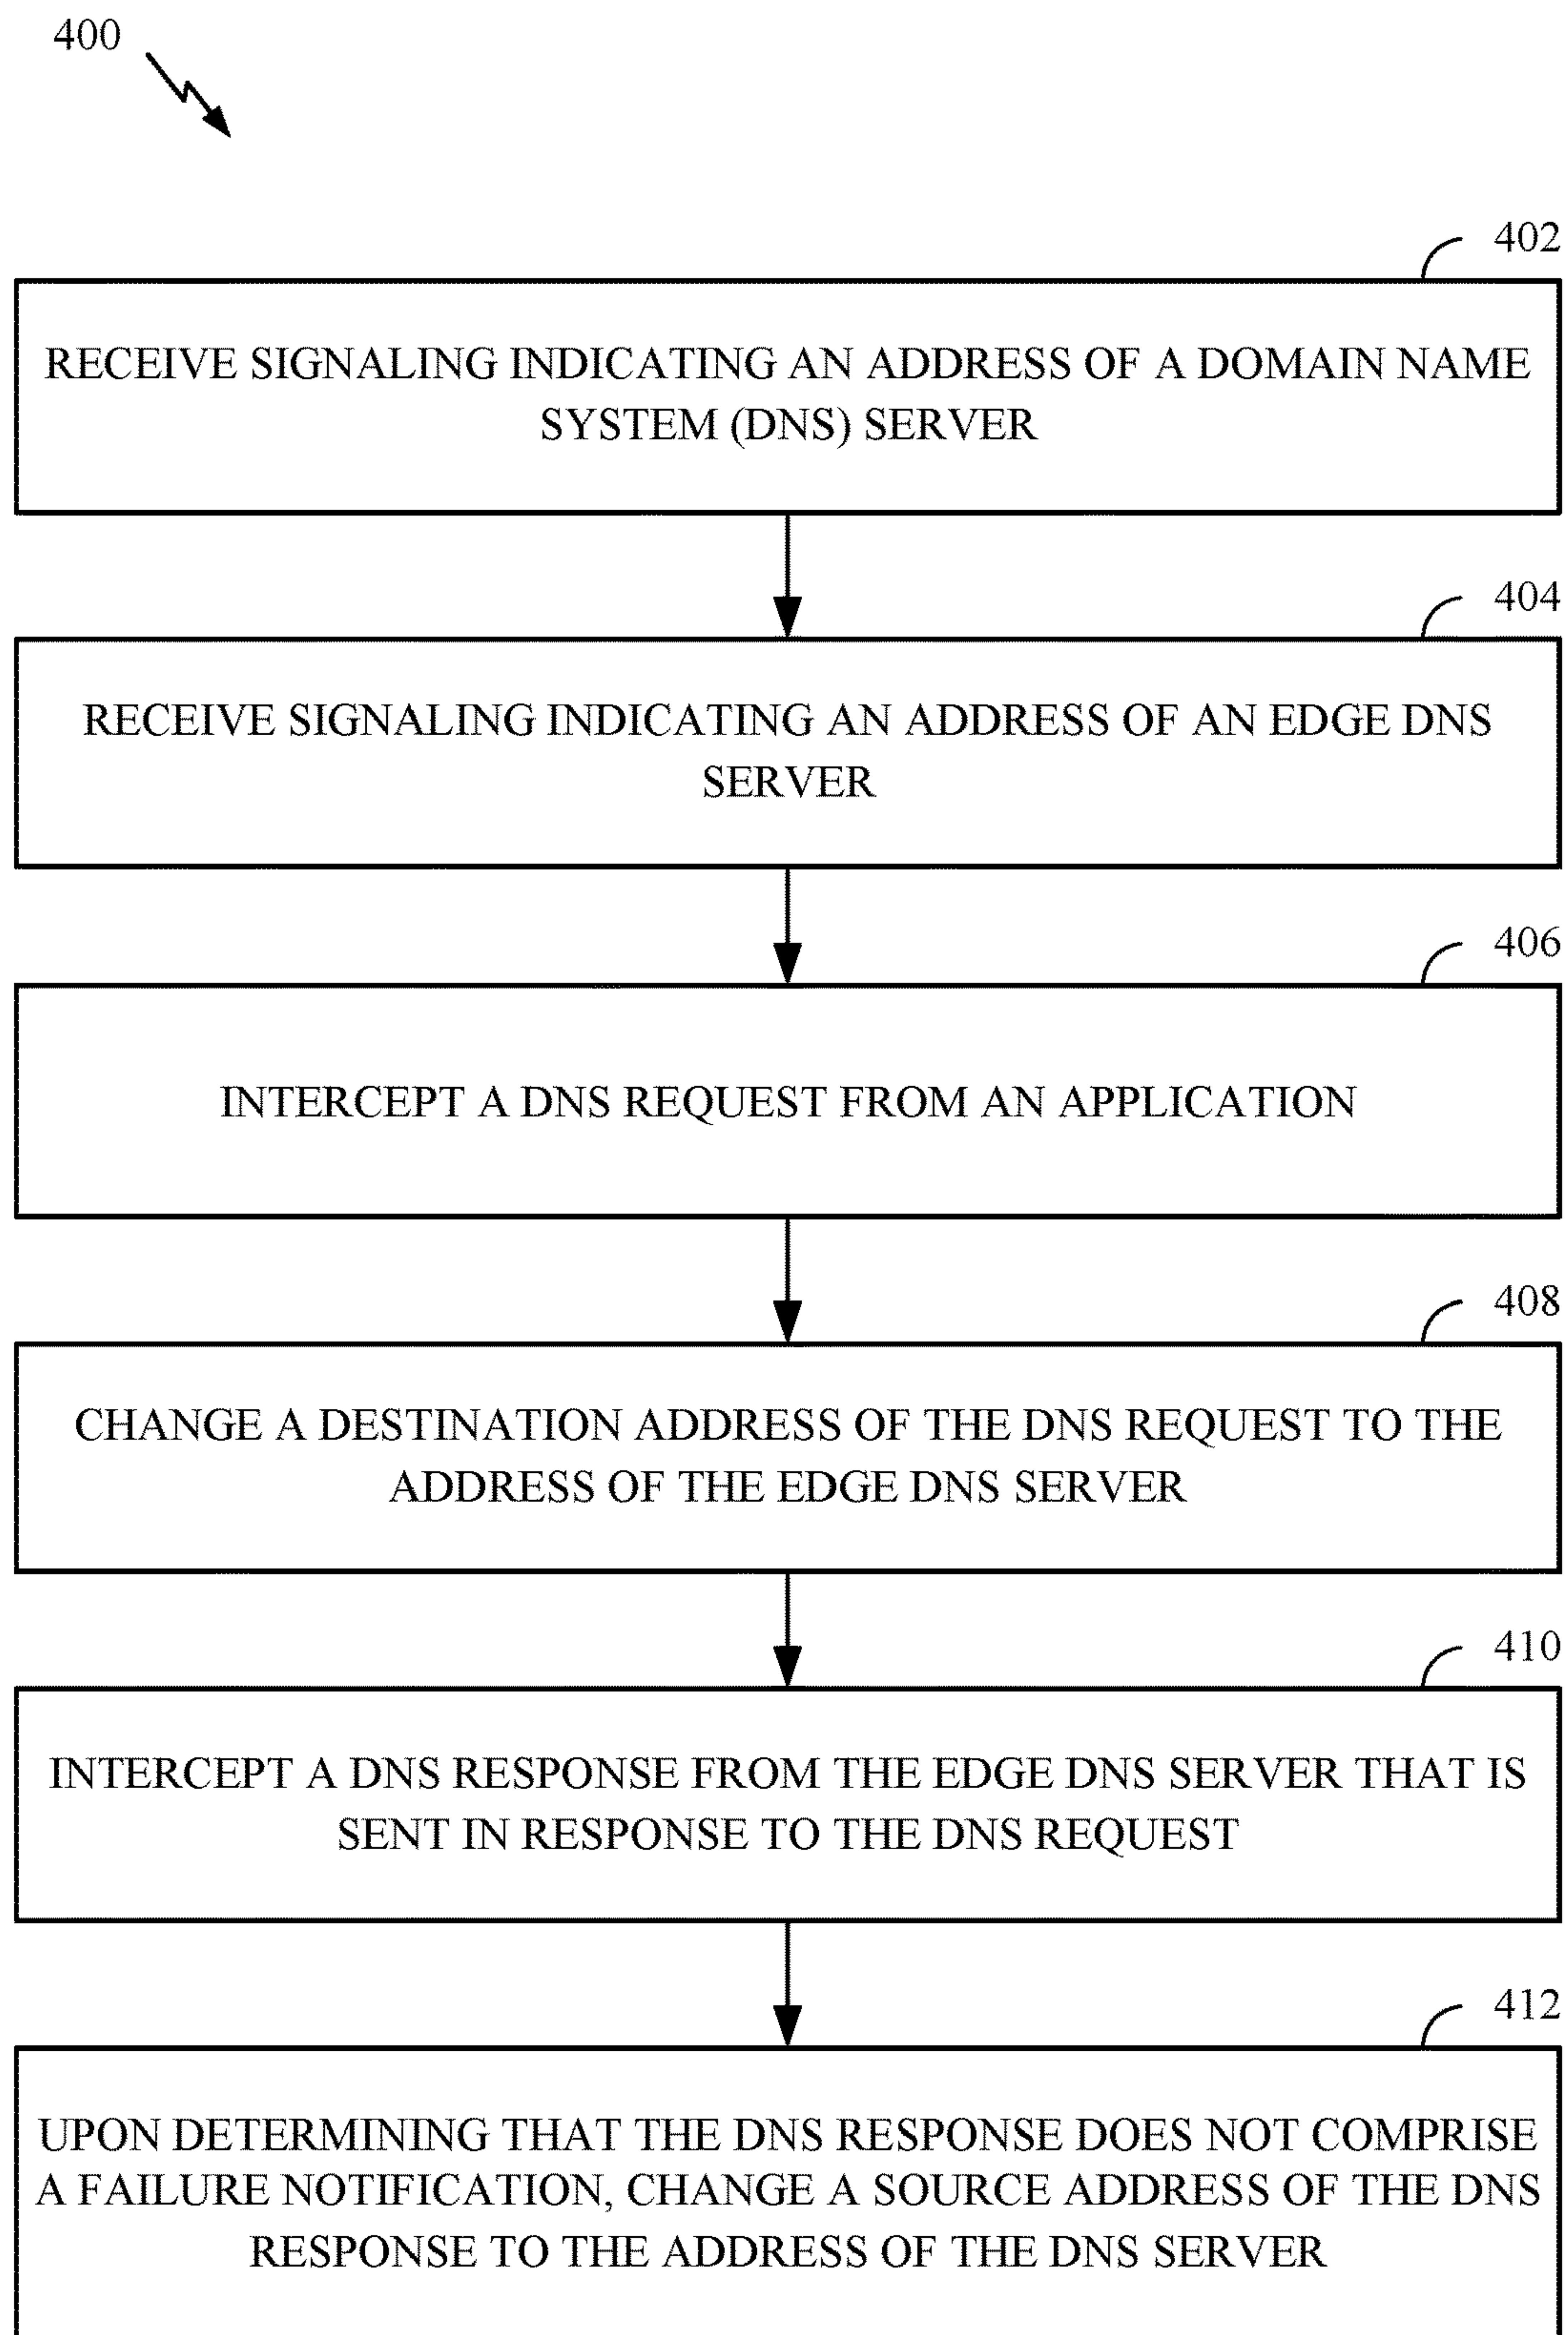 400
402
RECEIVE SIGNALING INDICATING AN ADDRESS OF A DOMAIN NAME
SYSTEM (DNS) SERVER
404
RECEIVE SIGNALING INDICATING AN ADDRESS OF AN EDGE DNS
SERVER
406
INTERCEPT A DNS REQUEST FROM AN APPLICATION
408
CHANGE A DESTINATION ADDRESS OF THE DNS REQUEST TO THE
ADDRESS OF THE EDGE DNS SERVER
410
INTERCEPT A DNS RESPONSE FROM THE EDGE DNS SERVER THAT IS
SENT IN RESPONSE TO THE DNS REQUEST
412
UPON DETERMINING THAT THE DNS RESPONSE DOES NOT COMPRISE
A FAILURE NOTIFICATION, CHANGE A SOURCE ADDRESS OF THE DNS
RESPONSE TO THE ADDRESS OF THE DNS SERVER